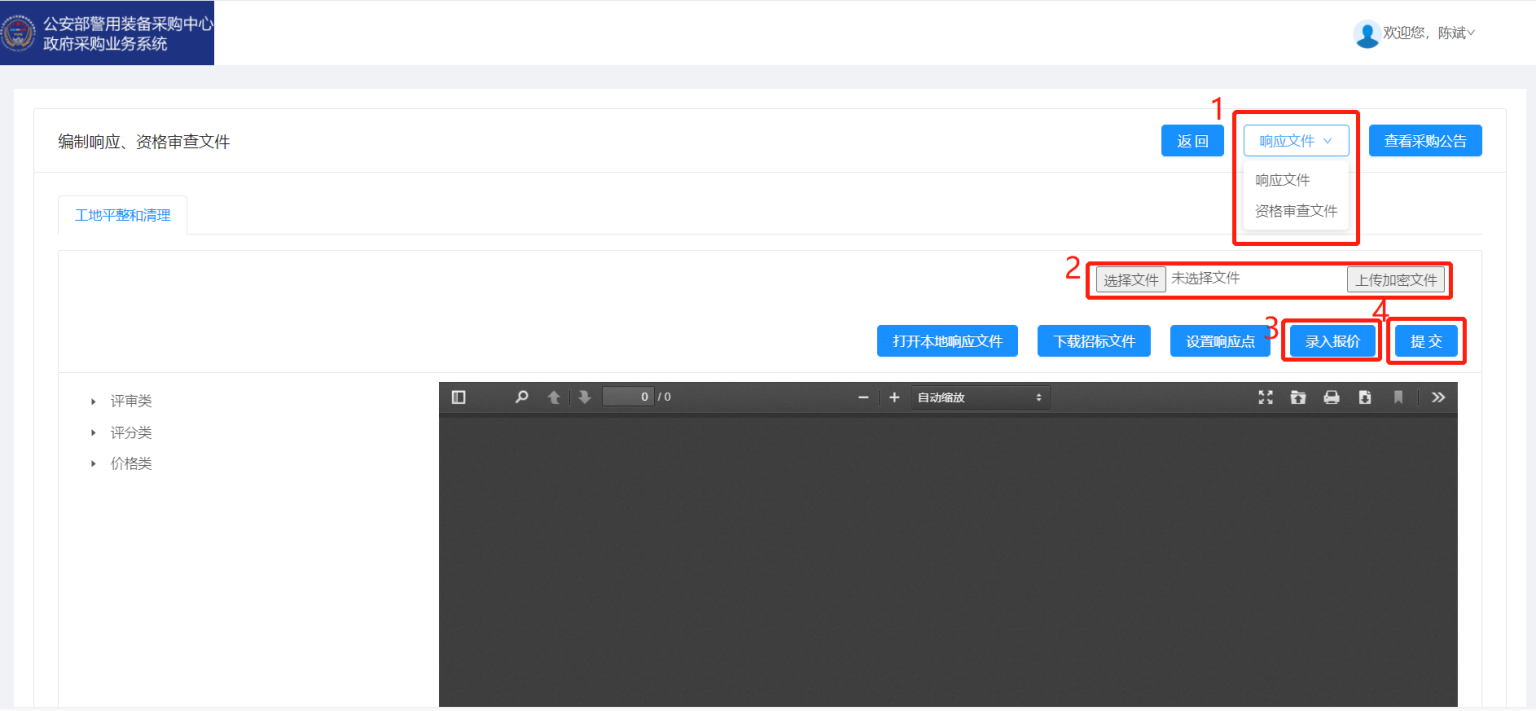 公安部警用装备采购中心
政府采购业务系统
欢迎您，陈斌
1
编制响应、资格审查文件
返 回
响应文件
查看采购公告
响应文件
资格审查文件
工地平整和清理
2
选择文件 未选择文件
上传加密文件
3
4
打开本地响应文件
下载招标文件
设置响应点
录入报价
提 交
评审类
评分类
价格类
0 / 0
自动缩放